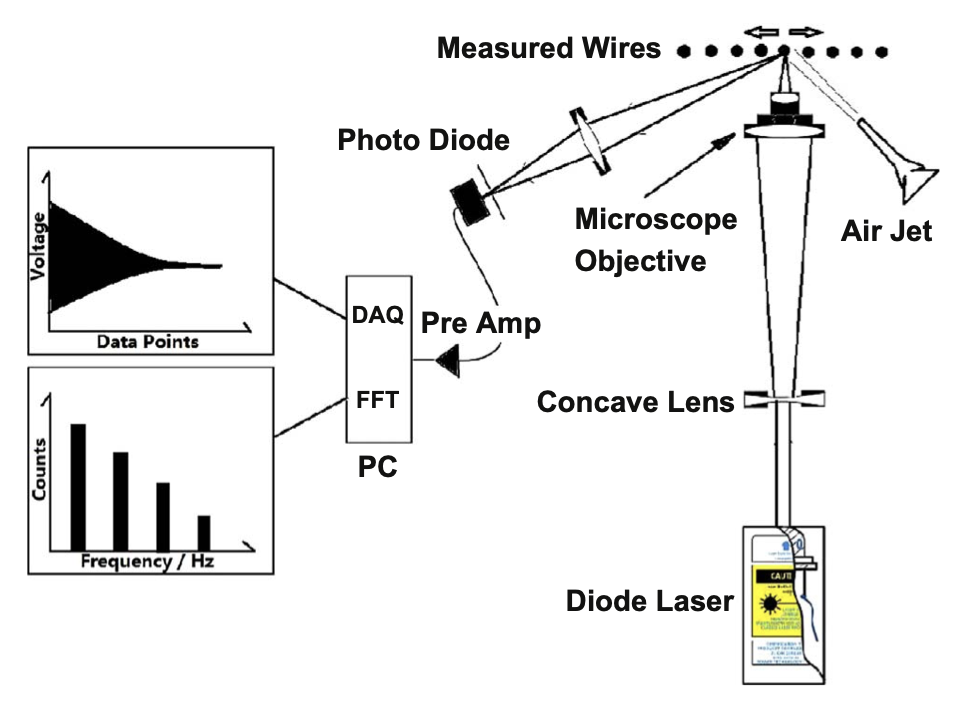 Measured Wires
Photo Diode
Microscope
Objective
Air Jet
Voltage
Data Points
DAQ
FFT
PC
Pre Amp
Counts
Frequency / Hz
Concave Lens
Diode Laser